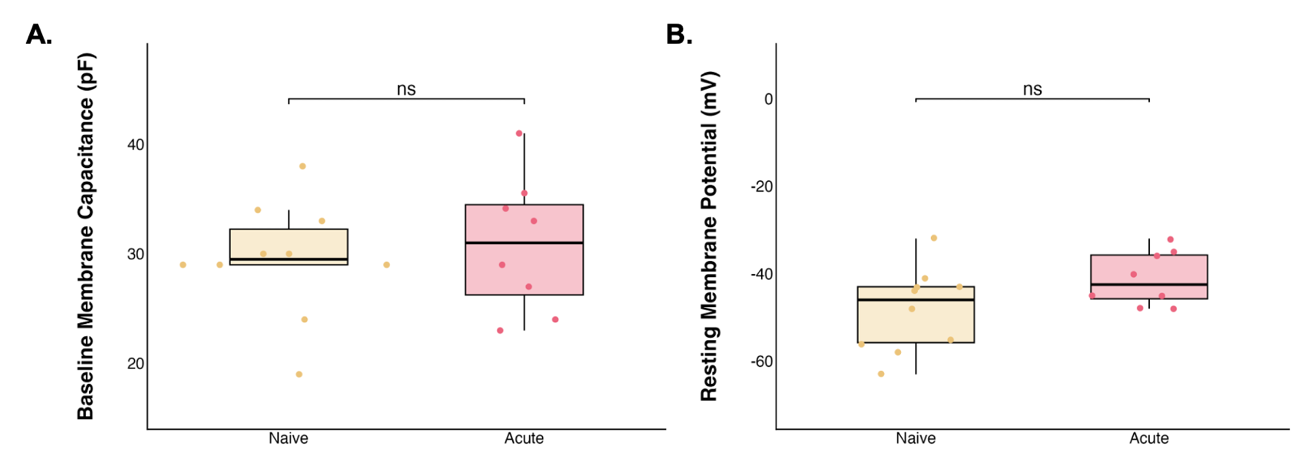 A.
Baseline Membrane Capacitance (pF)
40
30
20
ns
Naive
Acute
B.
Resting Membrane Potential (mV)
0
-20
-40
-60
ns
Naive
Acute